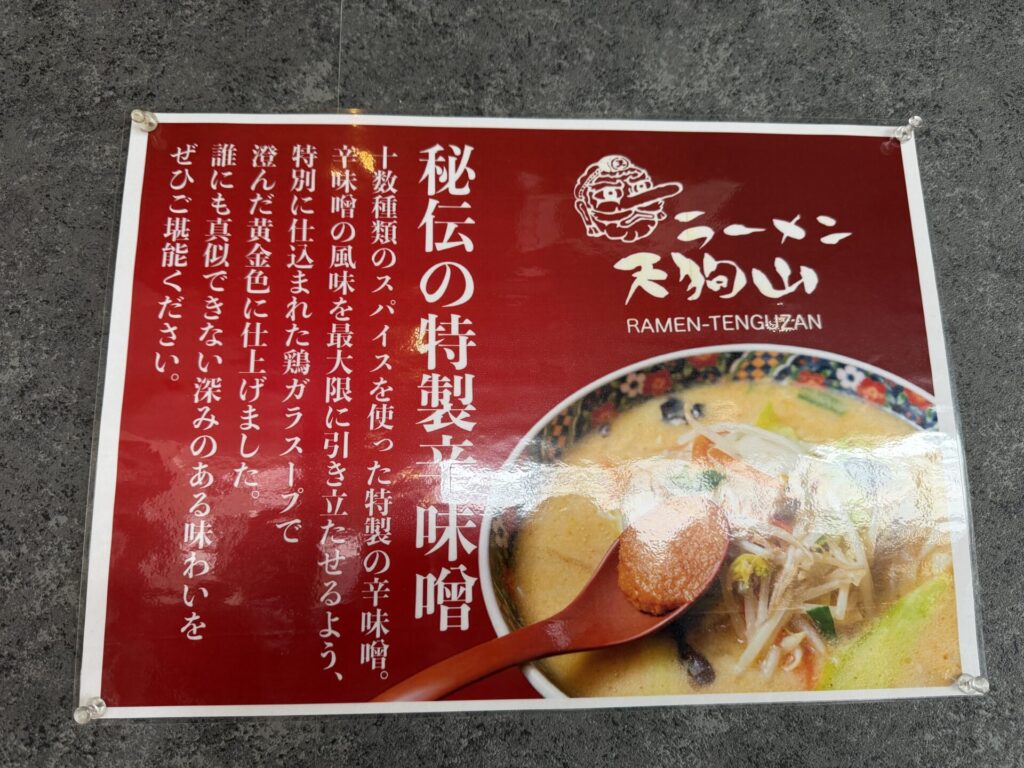 ラーメン
天狗山
RAMEN-TENGUZAN
秘伝の特製辛味噌
十数種類のスパイスを使った特製の辛味噌。
辛味噌の風味を最大限に引き立たせるよう、
特別に仕込まれた鶏ガラスープで
澄んだ黄金色に仕上げました。
誰にも真似できない深みのある味わいを
ぜひご堪能ください。